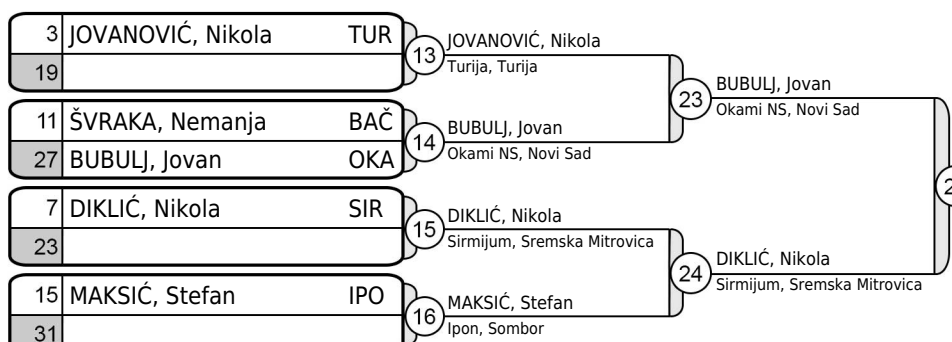 3 JOVANOVIĆ, Nikola TUR
19
11 ŠVRAKA, Nemanja BAČ
27 BUBULJ, Jovan OKA
7 DIKLIĆ, Nikola SIR
23
15 MAKSIĆ, Stefan IPO
31
13
JOVANOVIĆ, Nikola
Turija, Turija
14
BUBULJ, Jovan
Okami NS, Novi Sad
15
DIKLIĆ, Nikola
Sirmijum, Sremska Mitrovica
16
MAKSIĆ, Stefan
Ipon, Sombor
23
BUBULJ, Jovan
Okami NS, Novi Sad
24
DIKLIĆ, Nikola
Sirmijum, Sremska Mitrovica